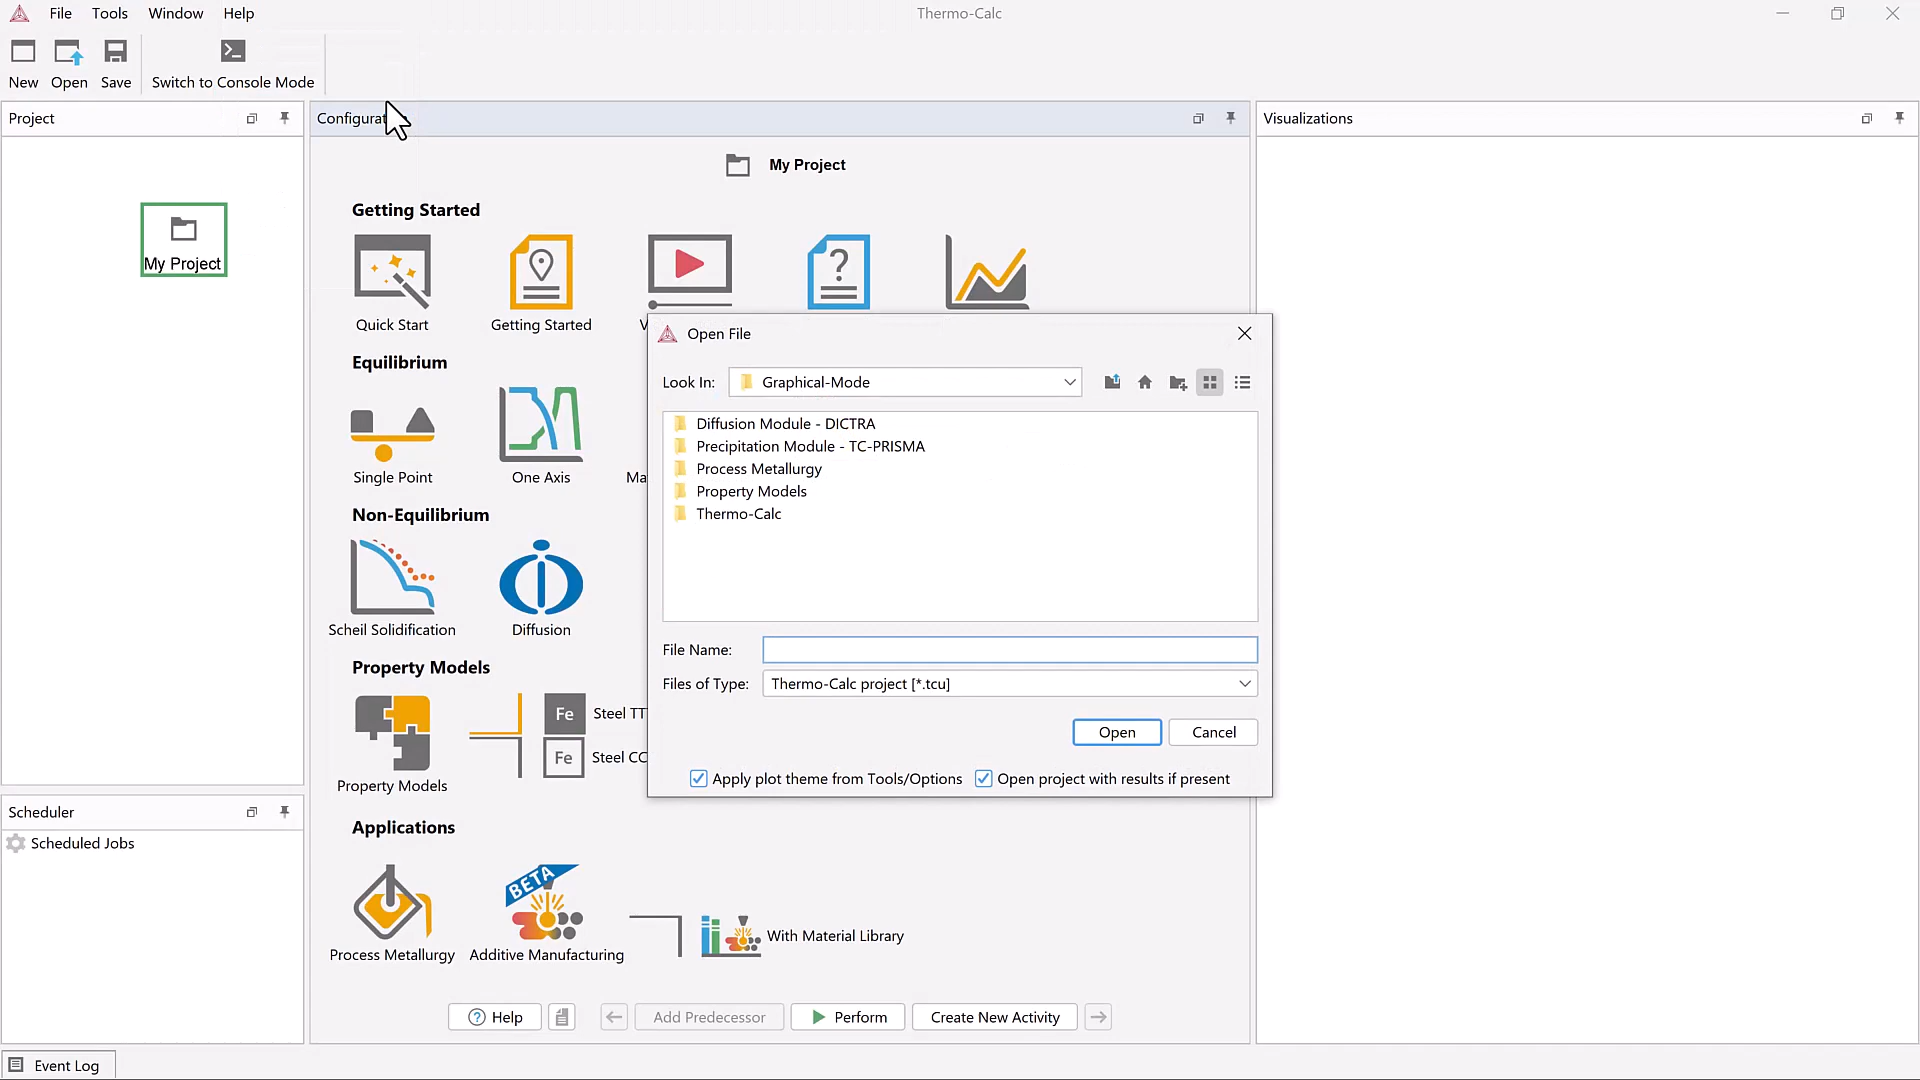 File Tools Window Help
Thermo-Calc
New Open Save Switch to Console Mode
Project
My Project
Scheduler
Scheduled Jobs
My Project
Getting Started
Quick Start
Getting Started
Equilibrium
Single Point
One Axis
Non-Equilibrium
Scheil Solidification
Diffusion
Property Models
Property Models
Fe Steel TT
Fe Steel CC
Applications
Process Metallurgy
BETA
Additive Manufacturing
With Material Library
Help
Add Predecessor
Perform
Create New Activity
Open File
Look In: Graphical-Mode
Diffusion Module - DICTRA
Precipitation Module - TC-PRISMA
Process Metallurgy
Property Models
Thermo-Calc
File Name:
Files of Type: Thermo-Calc project [*.tcu]
Open Cancel
Apply plot theme from Tools/Options Open project with results if present
Visualizations
Event Log